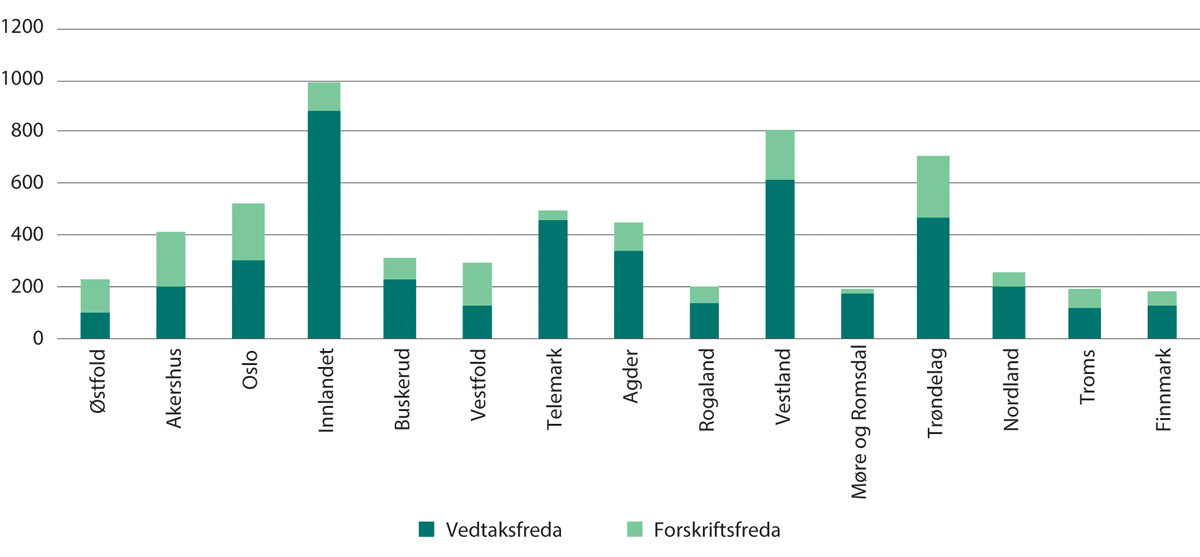 1200
1000
800
600
400
200
0
Østfold
Akershus
Oslo
Innlandet
Buskerud
Vestfold
Telemark
Agder
Rogaland
Vestland
Møre og Romsdal
Trøndelag
Nordland
Troms
Finnmark
Vedtaksfreda
Forskriftsfreda